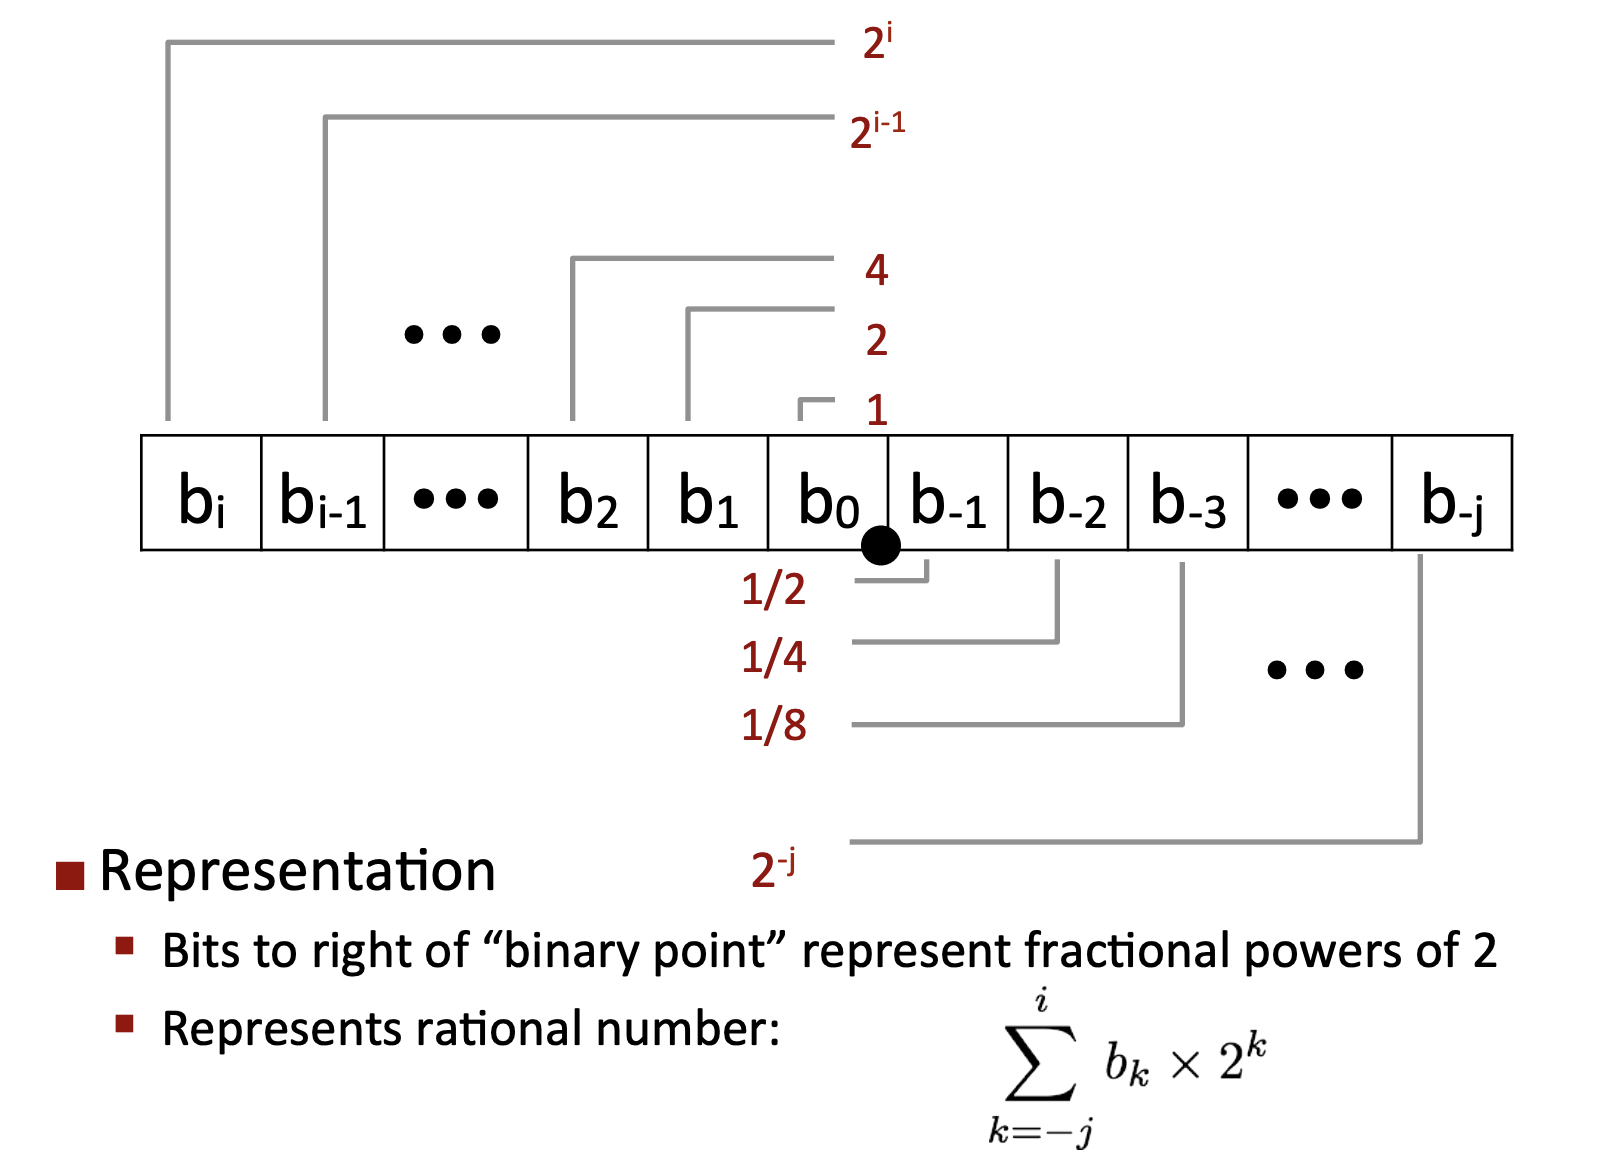 2^i
2^{i-1}
4
2
1
b_i b_{i-1} ••• b_2 b_1 b_0 . b_{-1} b_{-2} b_{-3} ••• b_{-j}
1/2
1/4
1/8
2^{-j}
■ Representation
▪ Bits to right of “binary point” represent fractional powers of 2
▪ Represents rational number: \sum_{k=-j}^{i} b_k × 2^k